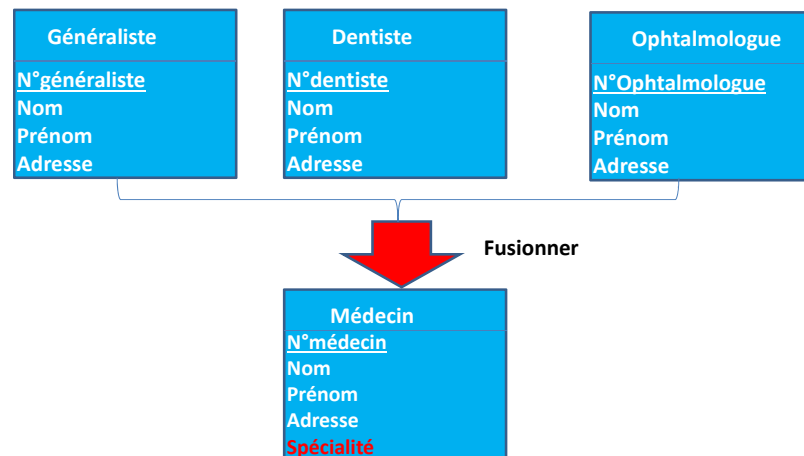 Généraliste
N°généraliste
Nom
Prénom
Adresse
Dentiste
N°dentiste
Nom
Prénom
Adresse
Ophtalmologue
N°Ophtalmologue
Nom
Prénom
Adresse
Fusionner
Médecin
N°médecin
Nom
Prénom
Adresse
Spécialité